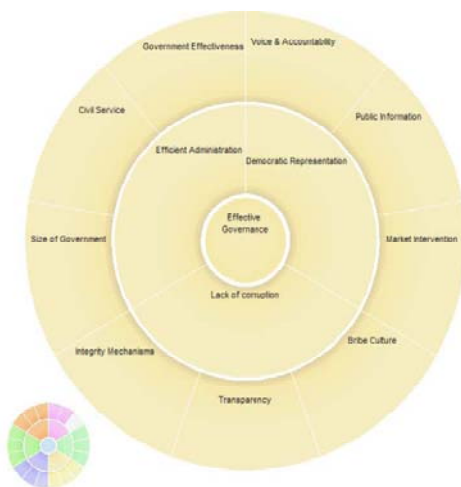 Government Effectiveness
Voice & Accountability
Civil Service
Public Information
Efficient Administration
Democratic Representation
Effective
Governance
Size of Government
Market Intervention
Lack of corruption
Integrity Mechanisms
Bribe Culture
Transparency